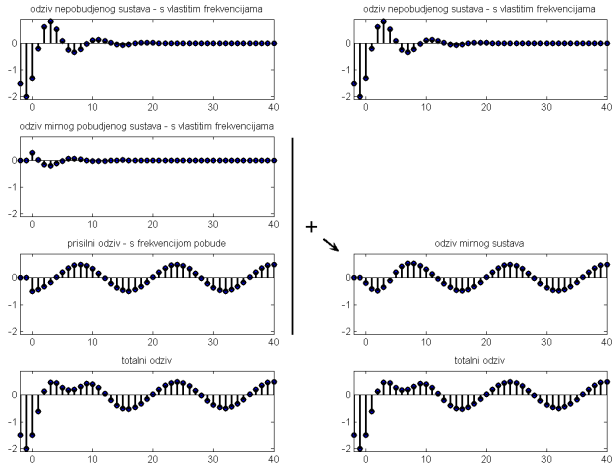 odziv nepobudjenog sustava - s vlastitim frekvencijama
odziv nepobudjenog sustava - s vlastitim frekvencijama
0
-1
-2
0 10 20 30 40
0
-1
-2
0 10 20 30 40
odziv mirnog pobudjenog sustava - s vlastitim frekvencijama
0
-1
-2
0 10 20 30 40
+
prisilni odziv - s frekvencijom pobude
0
-1
-2
0 10 20 30 40
odziv mirnog sustava
0
-1
-2
0 10 20 30 40
totalni odziv
0
-1
-2
0 10 20 30 40
totalni odziv
0
-1
-2
0 10 20 30 40